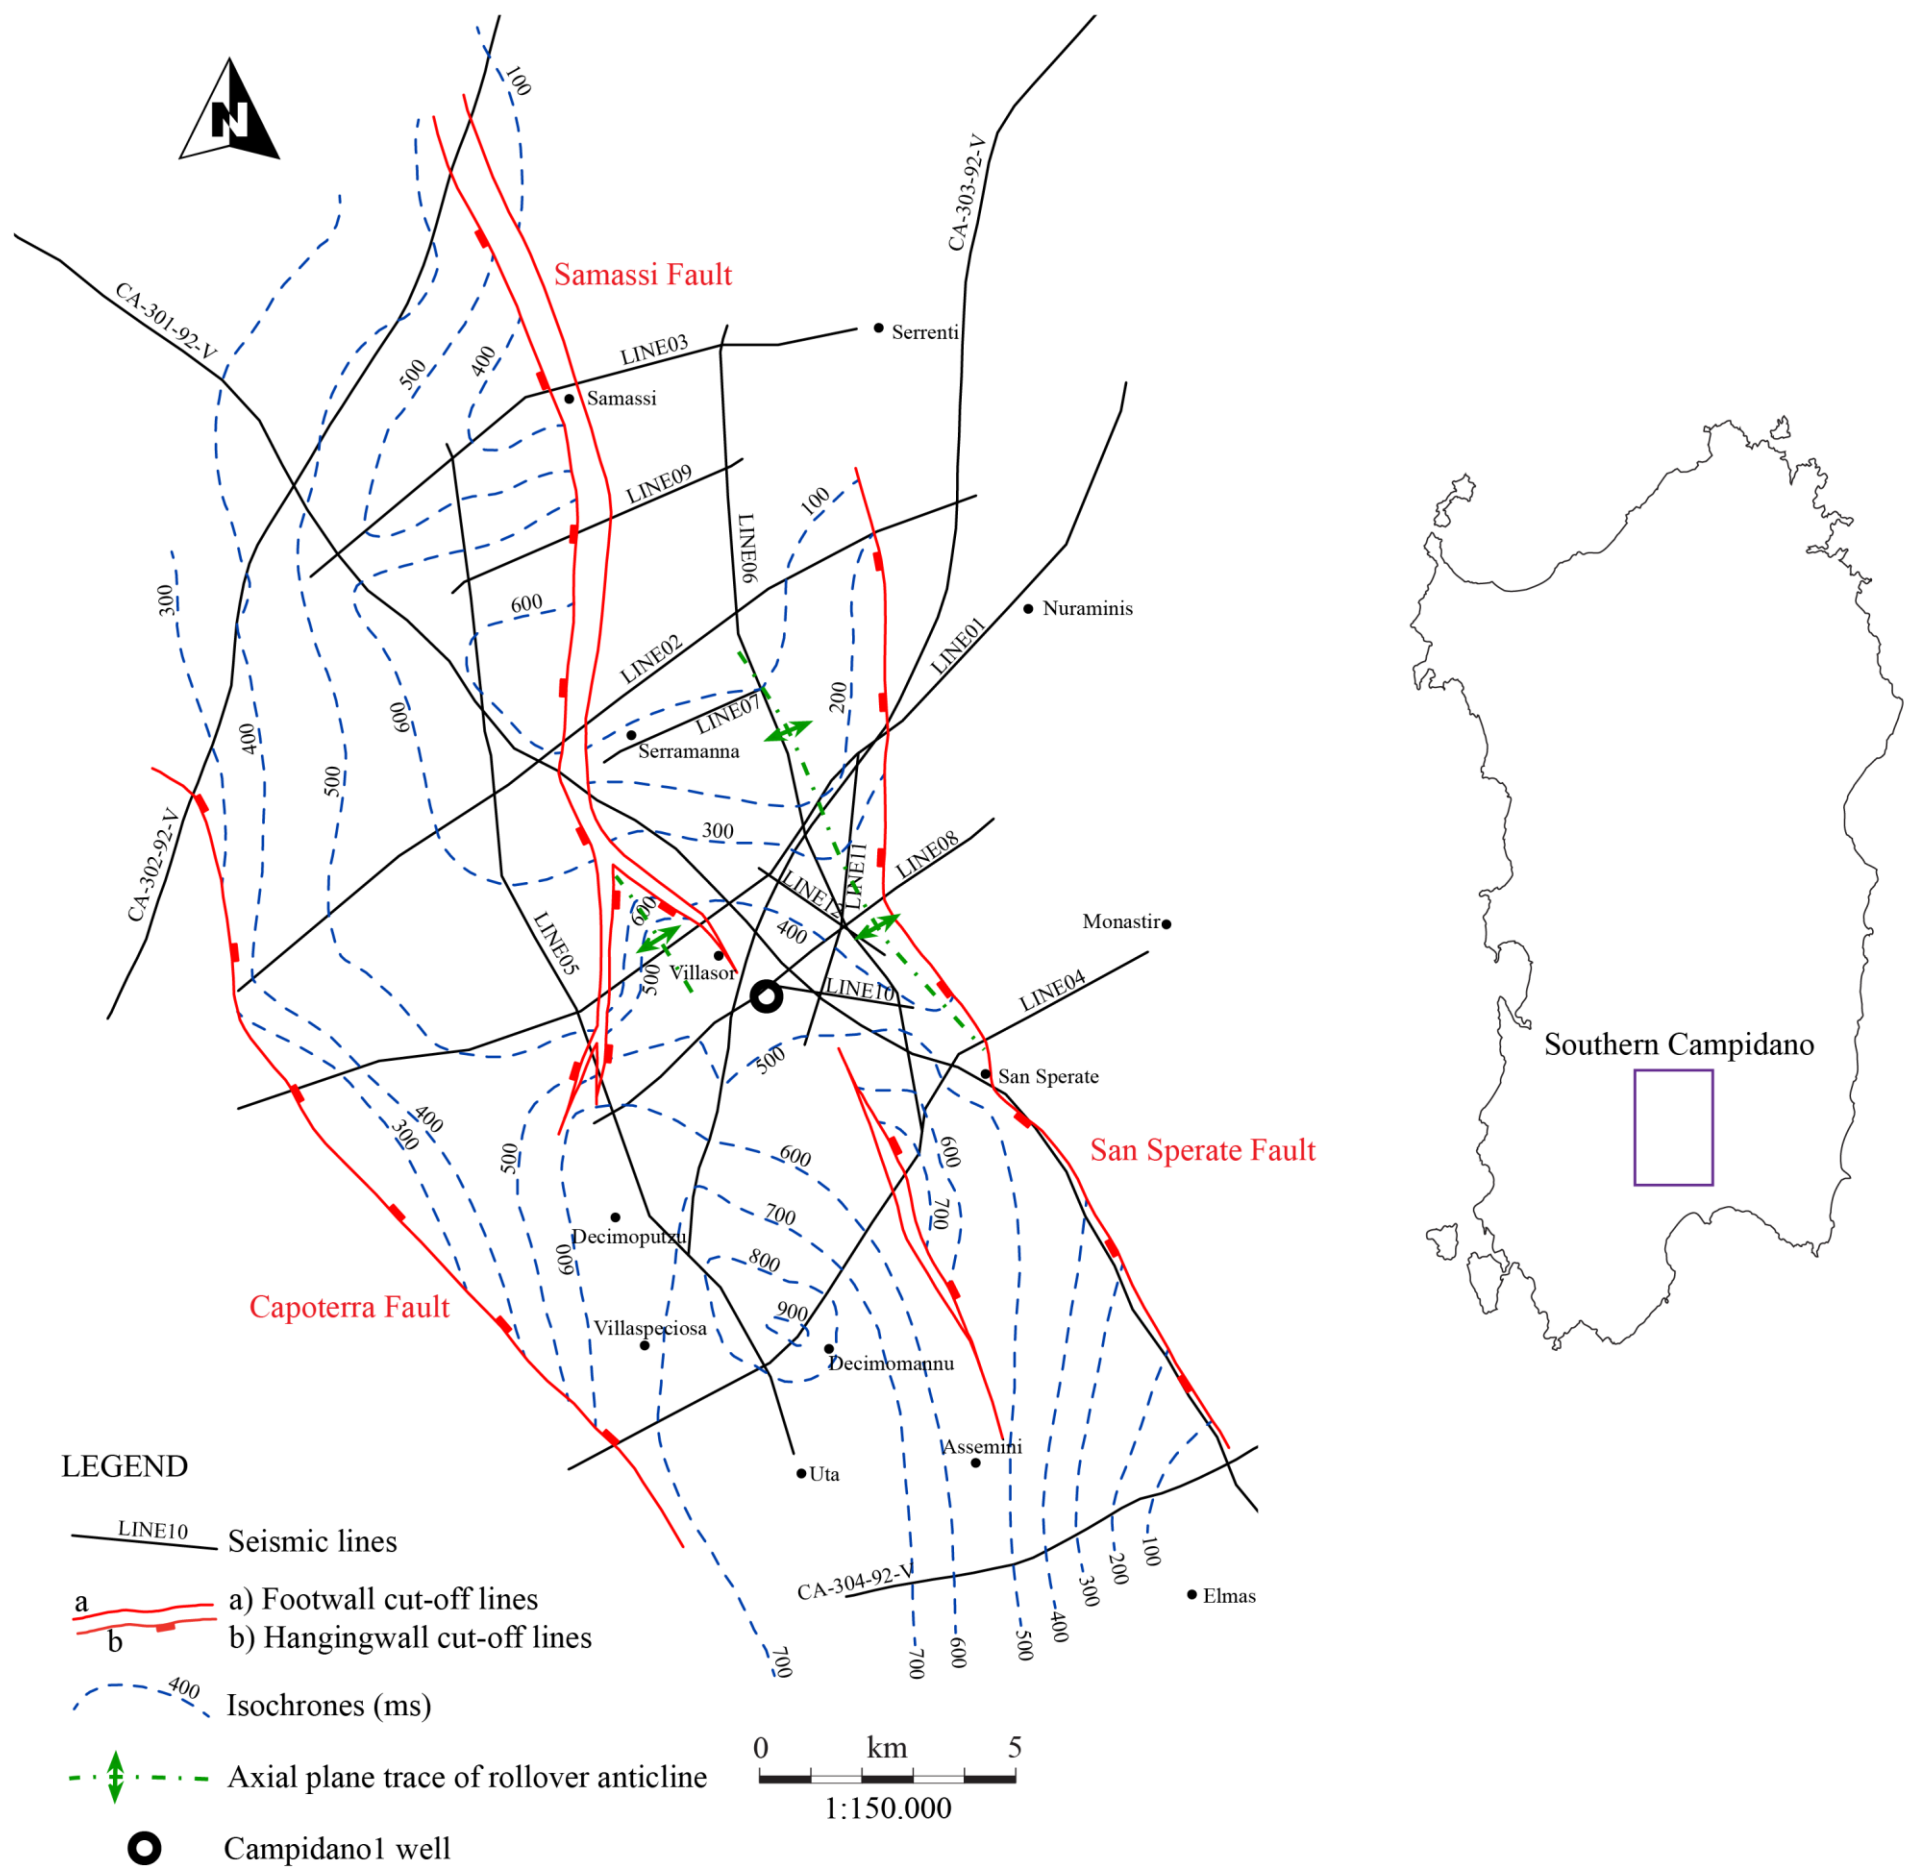 100
N
CA-303-92-V
Samassi Fault
CA-301-92-V
Serrenti
LINE03
400
500
Samassi
LINE09
100
LINE06
300
600
Nuraminis
LINE01
LINE02
200
600
LINE07
400
Serramanna
500
300
CA-302-92-V
LINE08
LINE11
LINE12
600
400
Monastir
LINE05
Villasor
500
LINE10
LINE04
Southern Campidano
500
San Sperate
400
300
500
600
600
San Sperate Fault
700
700
Decimoputzu
600
800
Capoterra Fault
900
Villaspeciosa
Decimomannu
Assemini
Uta
LEGEND
LINE10
Seismic lines
100
200
CA-304-92-V
300
Elmas
400
500
600
700
700
a
a) Footwall cut-off lines
b
b) Hangingwall cut-off lines
400
Isochrones (ms)
0 km 5
Axial plane trace of rollover anticline
1:150.000
Campidano1 well